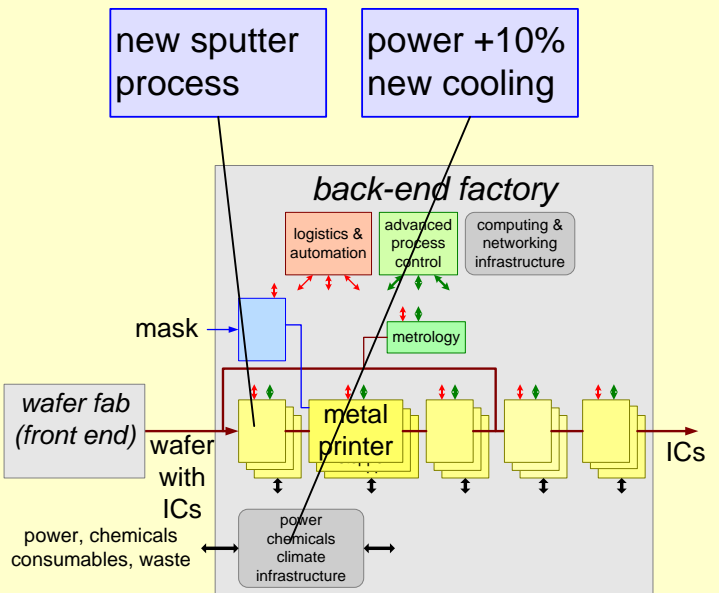 new sputter
process
power +10%
new cooling
back-end factory
logistics &
automation
advanced
process
control
computing &
networking
infrastructure
mask
metrology
wafer fab
(front end)
metal
printer
wafer
with
ICs
ICs
power, chemicals
consumables, waste
power
chemicals
climate
infrastructure